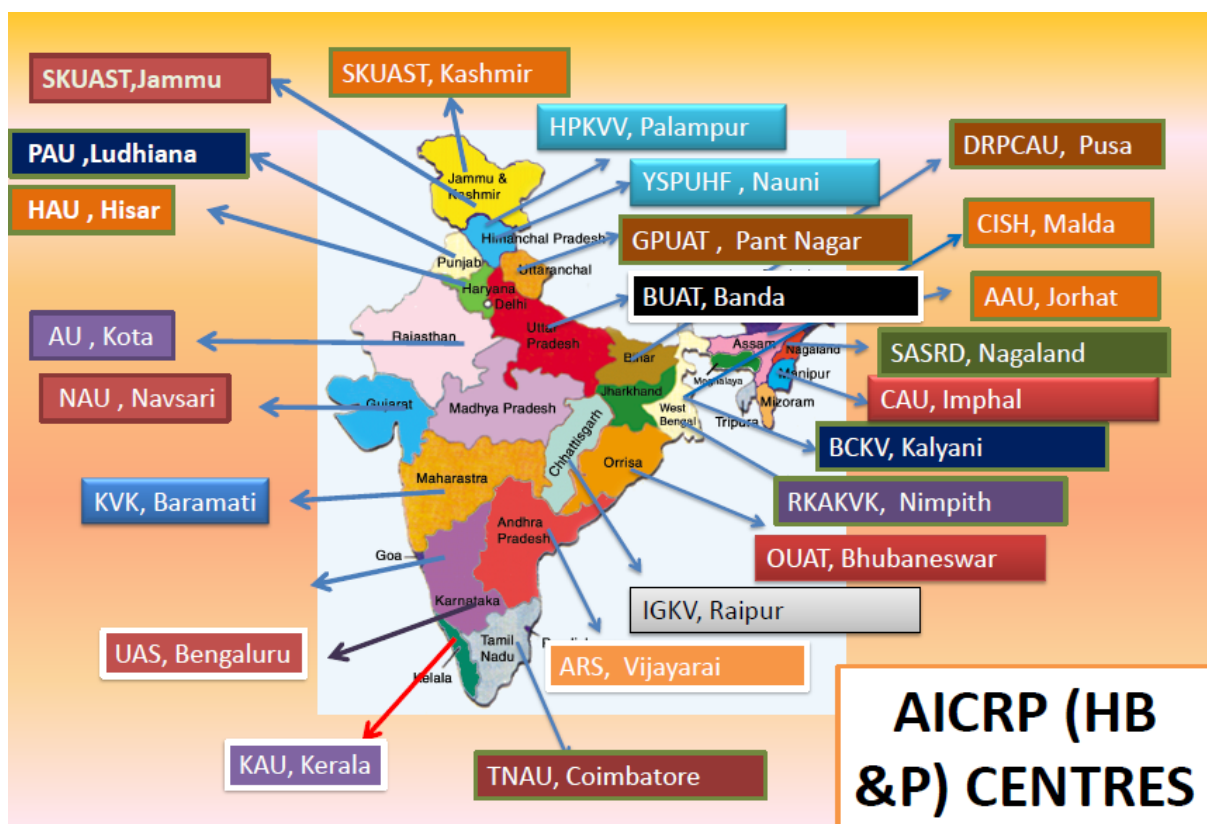 SKUAST,Jammu
SKUAST, Kashmir
HPKVV, Palampur
PAU ,Ludhiana
DRPCAU, Pusa
YSPUHF , Nauni
HAU , Hisar
CISH, Malda
GPUAT , Pant Nagar
BUAT, Banda
AAU, Jorhat
AU , Kota
SASRD, Nagaland
NAU , Navsari
CAU, Imphal
BCKV, Kalyani
KVK, Baramati
RKAKVK, Nimpith
OUAT, Bhubaneswar
IGKV, Raipur
UAS, Bengaluru
ARS, Vijayarai
KAU, Kerala
TNAU, Coimbatore
AICRP (HB
&P) CENTRES
Jammu &
Kashmir
Himanchal Pradesh
Punjab
Uttaranchal
Haryana
Delhi
Rajasthan
Uttar
Pradesh
Bihar
Assam
Nagaland
Meghalaya
Manipur
Mizoram
Tripura
Gujarat
Madhya Pradesh
Jharkhand
West
Bengal
Chhattisgarh
Orrisa
Maharastra
Andhra
Pradesh
Goa
Karnataka
Tamil
Nadu
Kelala